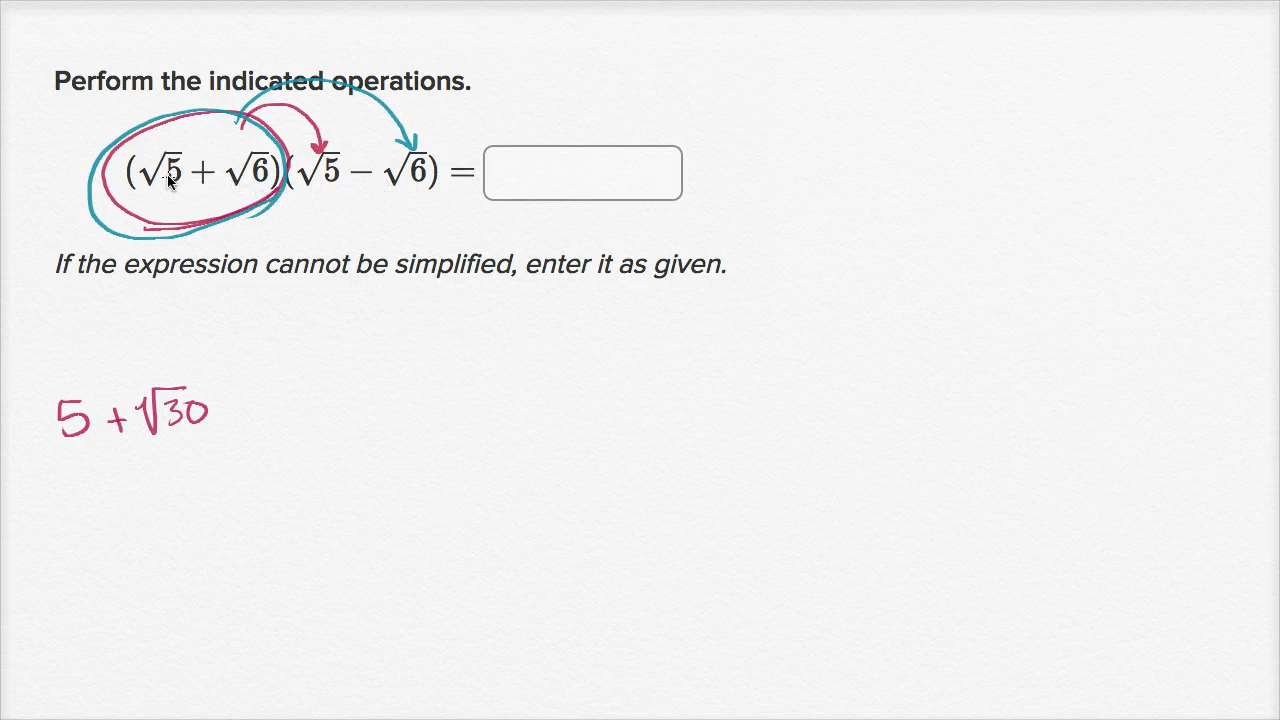 Perform the indicated operations.
(√5 + √6)(√5 − √6) =
If the expression cannot be simplified, enter it as given.
5 + √30